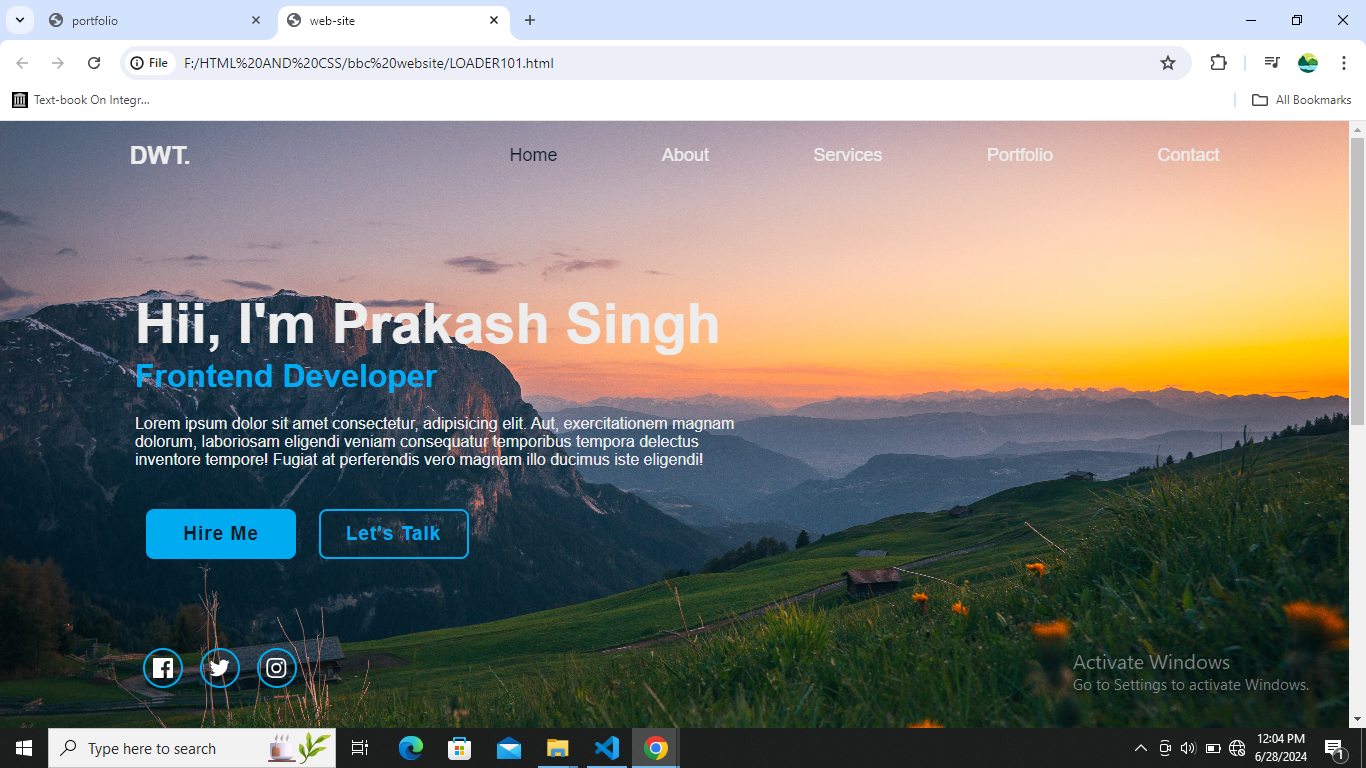 portfolio
web-site
File
F:/HTML%20AND%20CSS/bbc%20website/LOADER101.html
Text-book On Integr...
All Bookmarks
DWT.
Home
About
Services
Portfolio
Contact
Hii, I'm Prakash Singh
Frontend Developer
Lorem ipsum dolor sit amet consectetur, adipisicing elit. Aut, exercitationem magnam
dolorum, laboriosam eligendi veniam consequatur temporibus tempora delectus
inventore tempore! Fugiat at perferendis vero magnam illo ducimus iste eligendi!
Hire Me
Let's Talk
Activate Windows
Go to Settings to activate Windows.
Type here to search
12:04 PM
6/28/2024
1